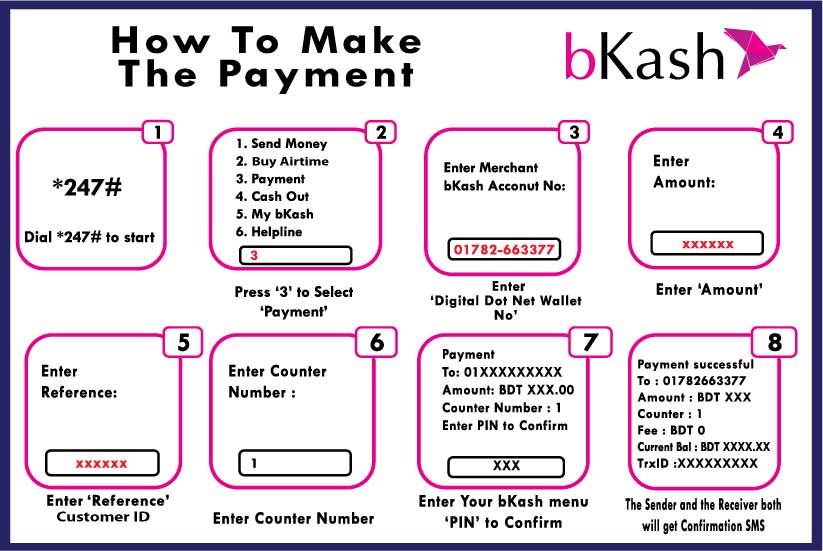 How To Make
The Payment
bKash
1
*247#
Dial *247# to start
2
1. Send Money
2. Buy Airtime
3. Payment
4. Cash Out
5. My bKash
6. Helpline
3
Press ‘3’ to Select
‘Payment’
3
Enter Merchant
bKash Acconut No:
01782-663377
Enter
‘Digital Dot Net Wallet
No’
4
Enter
Amount:
xxxxxx
Enter ‘Amount’
5
Enter
Reference:
xxxxxx
Enter ‘Reference’
Customer ID
6
Enter Counter
Number :
1
Enter Counter Number
7
Payment
To: 01XXXXXXXXX
Amount: BDT XXX.00
Counter Number : 1
Enter PIN to Confirm
XXX
Enter Your bKash menu
‘PIN’ to Confirm
8
Payment successful
To : 01782663377
Amount : BDT XXX
Counter : 1
Fee : BDT 0
Current Bal : BDT XXXX.XX
TrxID :XXXXXXXXX
The Sender and the Receiver both
will get Confirmation SMS